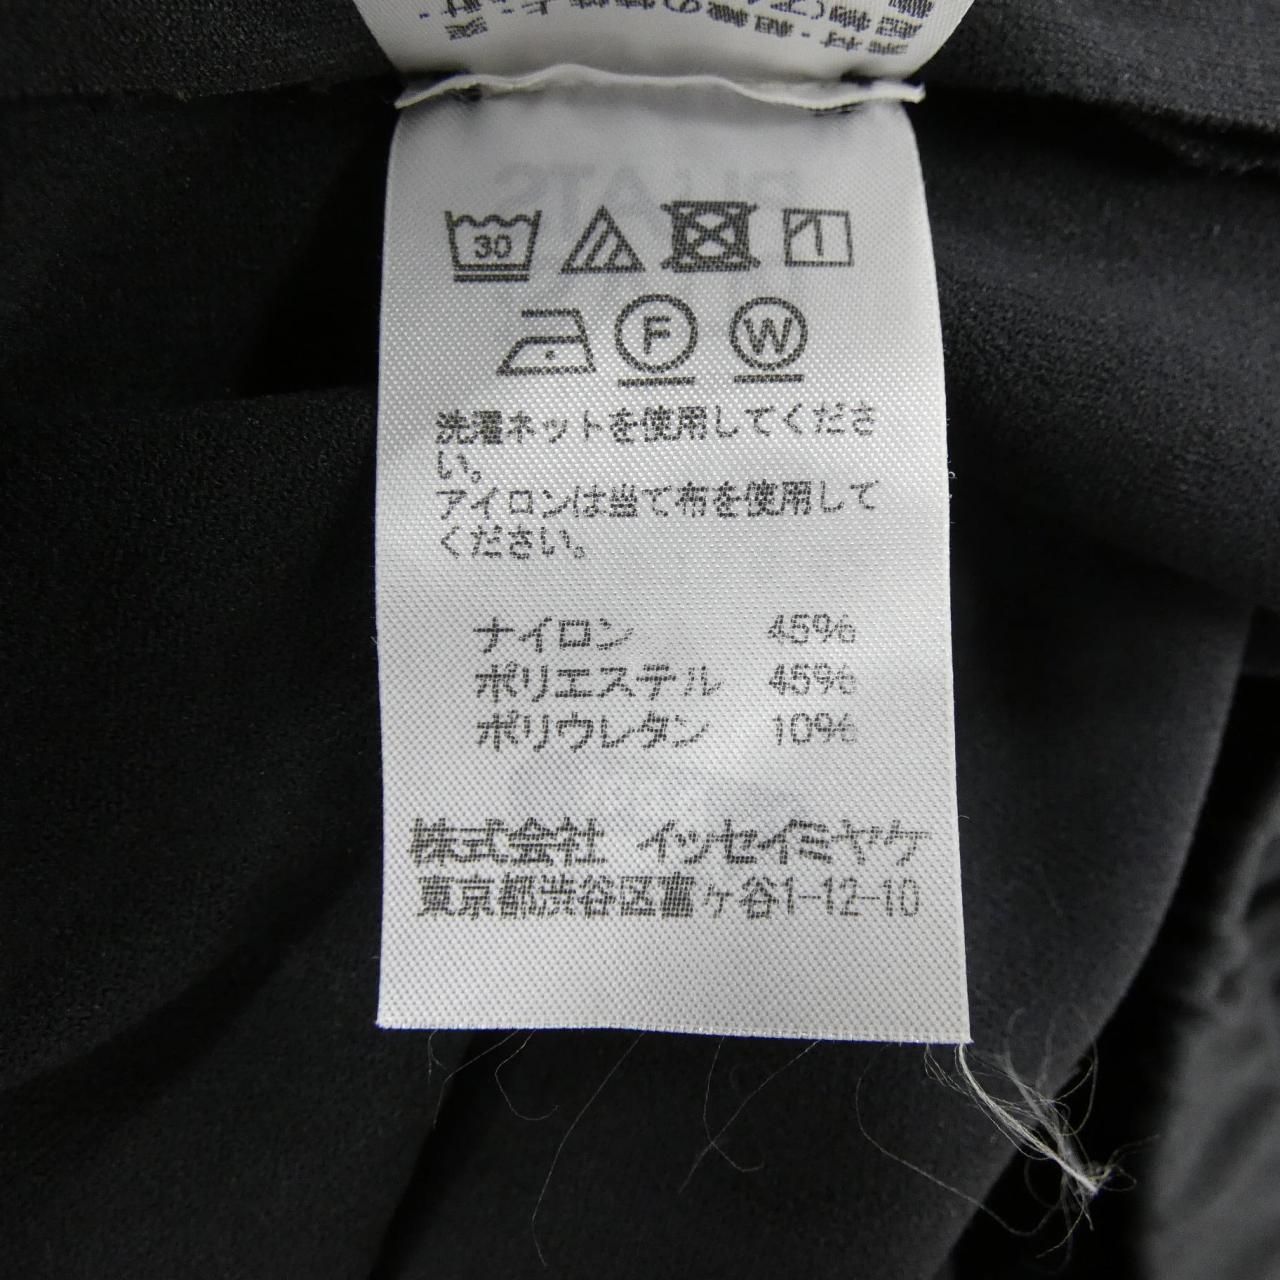 30
F W
洗濯ネットを使用してくださ
い。
アイロンは当て布を使用して
ください。
ナイロン 45%
ポリエステル 45%
ポリウレタン 10%
株式会社 イッセイミヤケ
東京都渋谷区富ヶ谷1-12-10